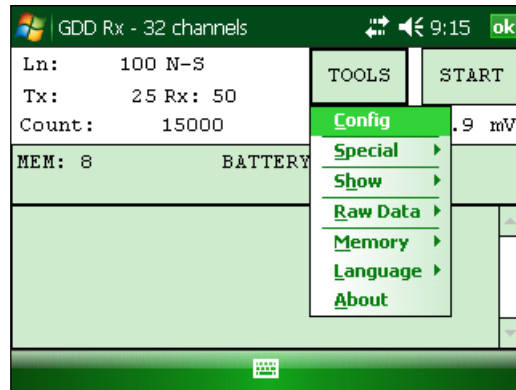 GDD Rx - 32 channels 9:15 ok
Ln: 100 N-S
Tx: 25 Rx: 50
Count: 15000
TOOLS
START
.9 mV
MEM: 8 BATTERY
Config
Special
Show
Raw Data
Memory
Language
About